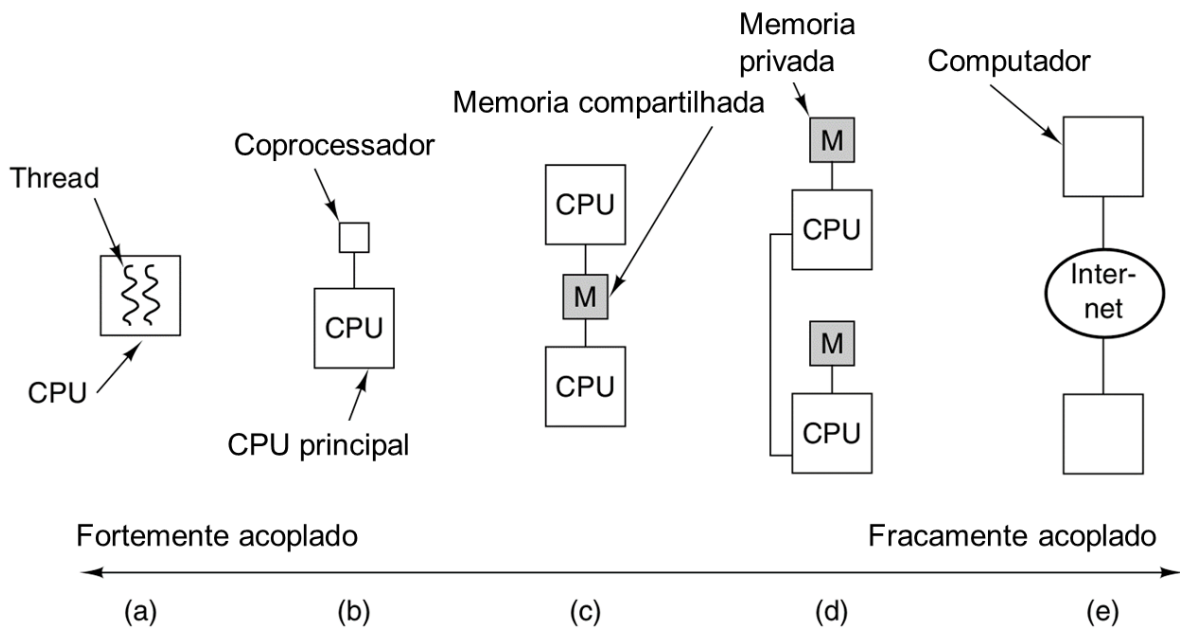 Memoria
privada
Computador
Memoria compartilhada
Coprocessador
Thread
M
CPU
CPU
Inter-
net
M
CPU
M
CPU
CPU
CPU
CPU principal
Fortemente acoplado
Fracamente acoplado
(a)
(b)
(c)
(d)
(e)